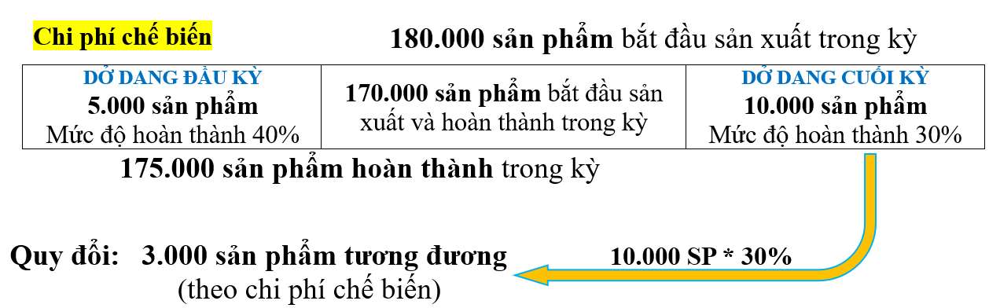 Chi phí chế biến
180.000 sản phẩm bắt đầu sản xuất trong kỳ
DỞ DANG ĐẦU KỲ
5.000 sản phẩm
Mức độ hoàn thành 40%
170.000 sản phẩm bắt đầu sản
xuất và hoàn thành trong kỳ
DỞ DANG CUỐI KỲ
10.000 sản phẩm
Mức độ hoàn thành 30%
175.000 sản phẩm hoàn thành trong kỳ
Quy đổi: 3.000 sản phẩm tương đương
(theo chi phí chế biến)
10.000 SP * 30%